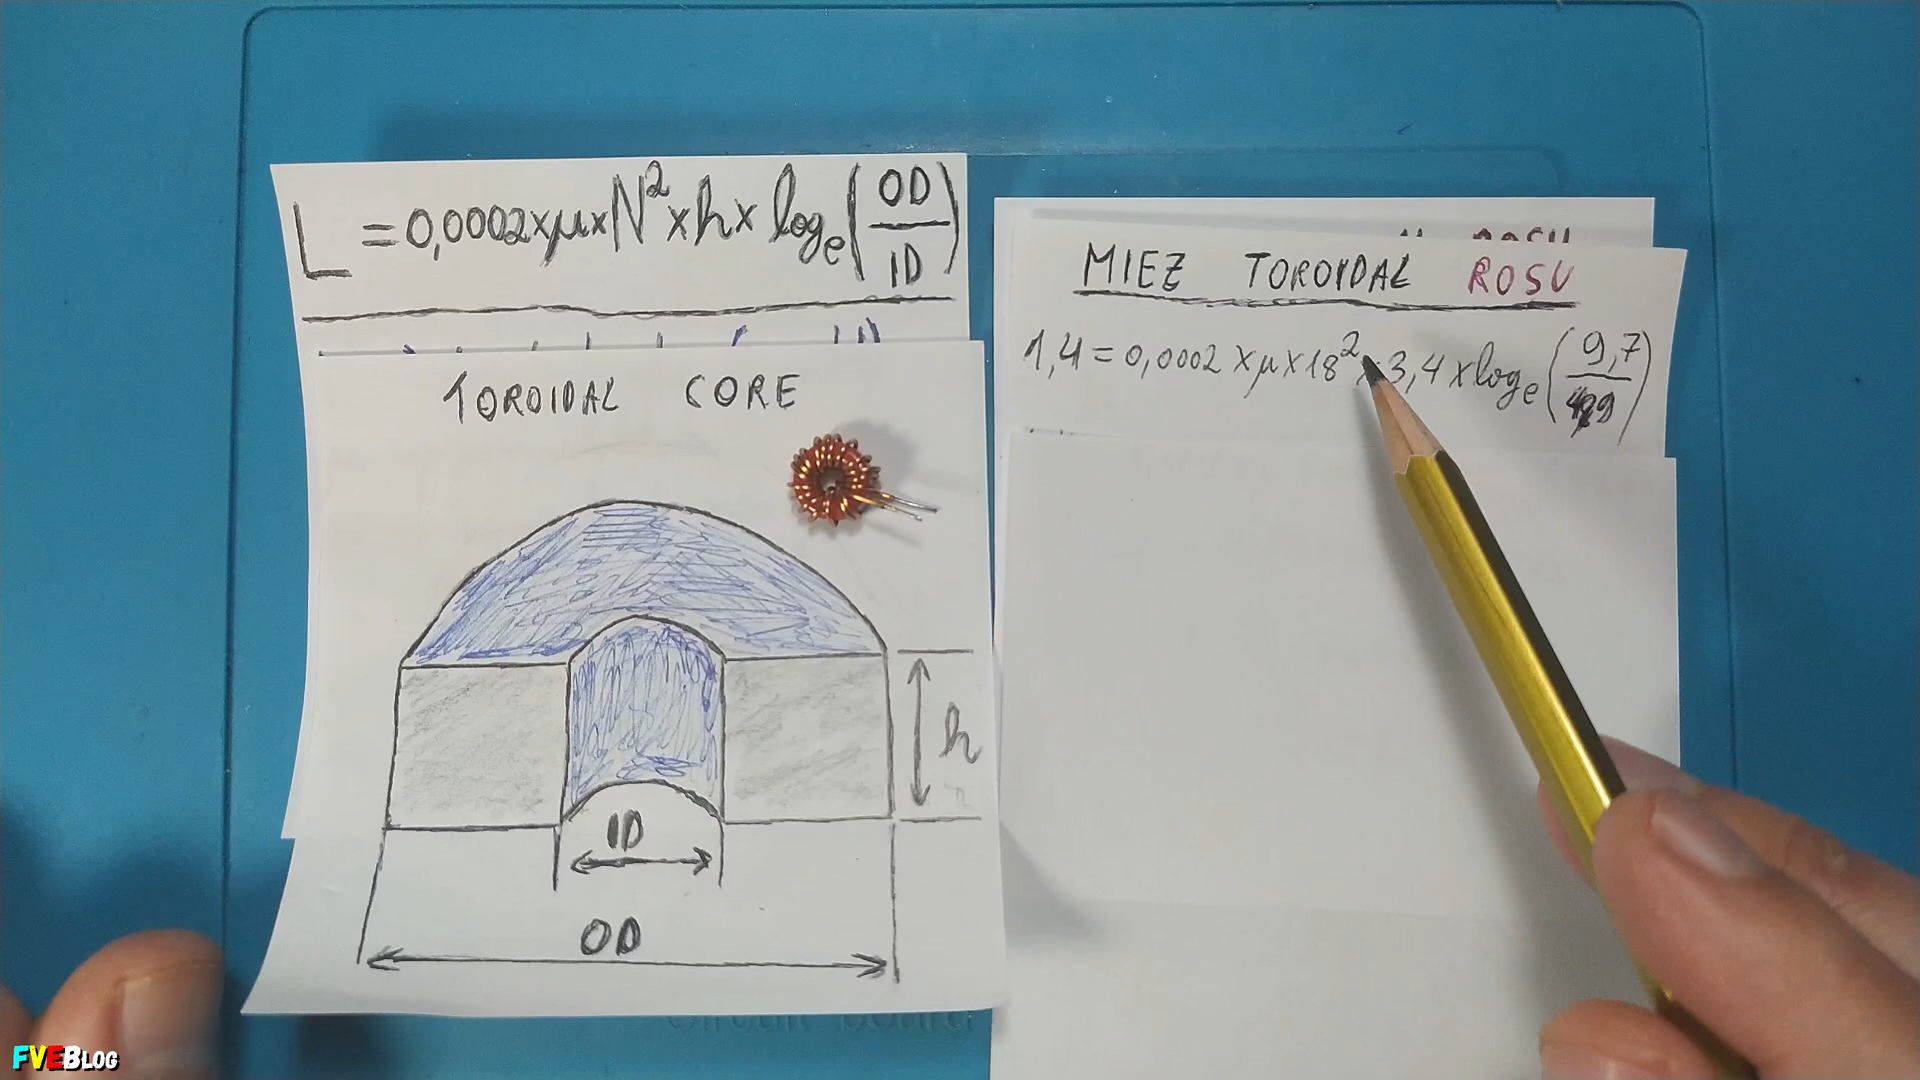 L = 0,0002 x μ x N² x h x logₑ (OD / ID)
TOROIDAL CORE
h
ID
OD
MIEZ TOROIDAL ROSU
1,4 = 0,0002 x μ x 18² x 3,4 x logₑ (9,7 /
FVEBLOG